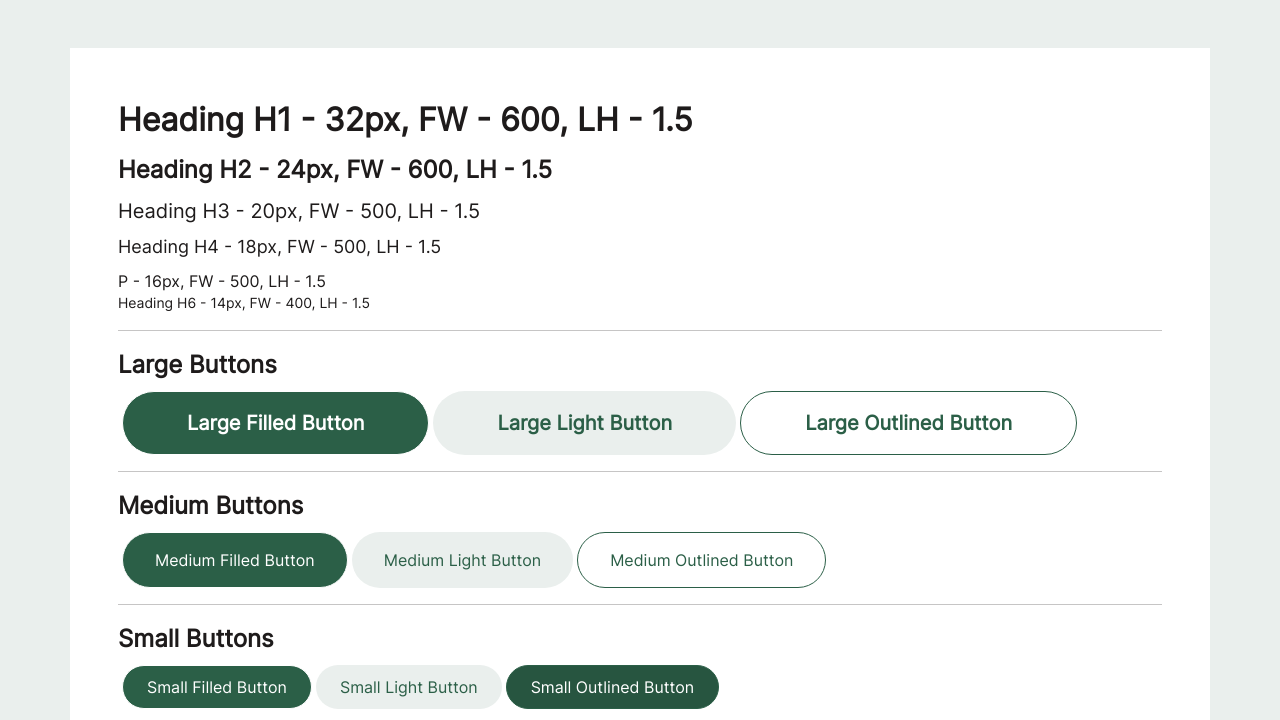 Heading H1 - 32px, FW - 600, LH - 1.5
Heading H2 - 24px, FW - 600, LH - 1.5
Heading H3 - 20px, FW - 500, LH - 1.5
Heading H4 - 18px, FW - 500, LH - 1.5
P - 16px, FW - 500, LH - 1.5
Heading H6 - 14px, FW - 400, LH - 1.5
Large Buttons
Large Filled Button Large Light Button Large Outlined Button
Medium Buttons
Medium Filled Button Medium Light Button Medium Outlined Button
Small Buttons
Small Filled Button Small Light Button Small Outlined Button